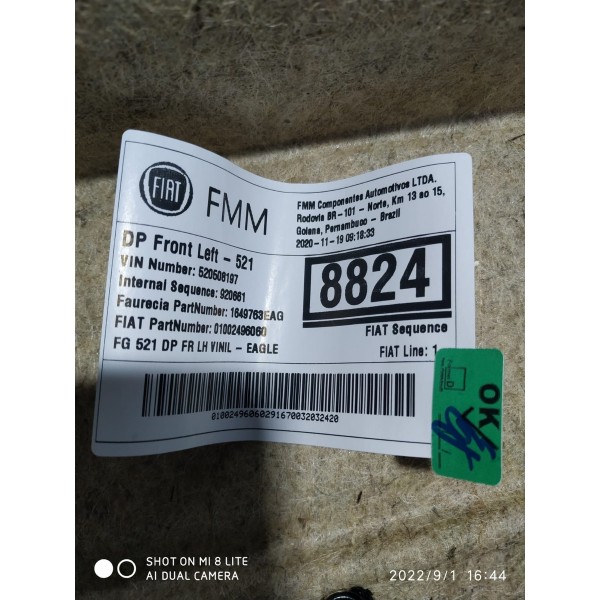 FIAT
FMM
FMM Componentes Automotivos LTDA.
Rodovia BR-101 - Norte, Km 13 ao 15,
Goiana, Pernambuco - Brazil
2020-11-19 09:18:33
DP Front Left - 521
VIN Number: 520508197
Internal Sequence: 920661
Faurecia PartNumber: 1649763EAG
FIAT PartNumber: 01002496060
FG 521 DP FR LH VINIL - EAGLE
8824
FIAT Sequence
FIAT Line: 1
01002496060291670032032420
OK
SHOT ON MI 8 LITE
AI DUAL CAMERA
2022/9/1 16:44